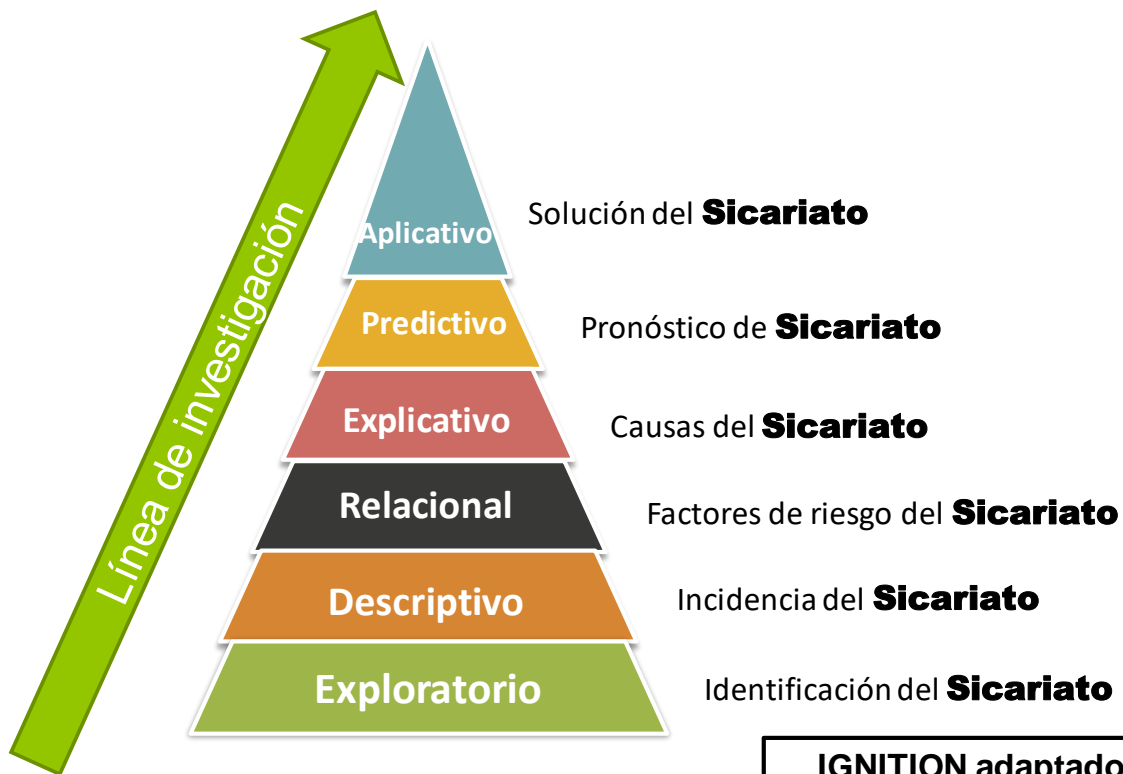 Línea de investigación
Aplicativo
Solución del Sicariato
Predictivo
Pronóstico de Sicariato
Explicativo
Causas del Sicariato
Relacional
Factores de riesgo del Sicariato
Descriptivo
Incidencia del Sicariato
Exploratorio
Identificación del Sicariato
IGNITION adaptado